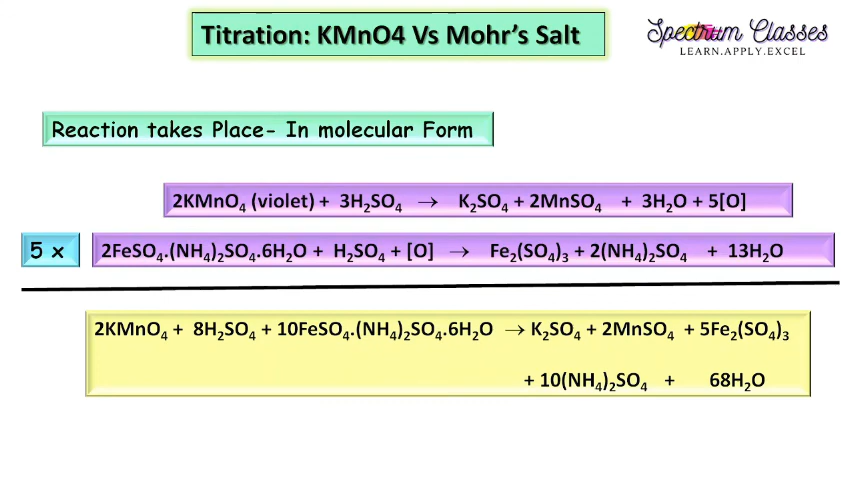 Titration: KMnO4 Vs Mohr's Salt
Spectrum Classes
LEARN.APPLY.EXCEL
Reaction takes Place- In molecular Form
2KMnO₄ (violet) + 3H₂SO₄ → K₂SO₄ + 2MnSO₄ + 3H₂O + 5[O]
5 x 2FeSO₄.(NH₄)₂SO₄.6H₂O + H₂SO₄ + [O] → Fe₂(SO₄)₃ + 2(NH₄)₂SO₄ + 13H₂O
2KMnO₄ + 8H₂SO₄ + 10FeSO₄.(NH₄)₂SO₄.6H₂O → K₂SO₄ + 2MnSO₄ + 5Fe₂(SO₄)₃
+ 10(NH₄)₂SO₄ + 68H₂O